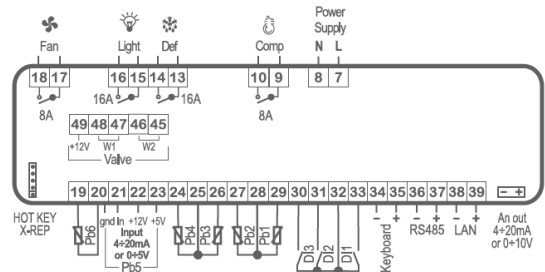 Power
Supply
Fan Light Def Comp N L
18 17 16 15 14 13 10 9 8 7
8A 16A 16A 8A
49 48 47 46 45
+12V W1 W2
Valve
19 20 21 22 23 24 25 26 27 28 29 30 31 32 33 34 35 36 37 38 39 - +
HOT KEY
X-REP
Pb6
gnd In +12V +5V
Input
4÷20mA
or 0÷5V
Pb5
Pb4
Pb3
Pb2
Pb1
DI3
DI2
DI1
- + - + - +
Keyboard
RS485 LAN
An out
4÷20mA
or 0÷10V